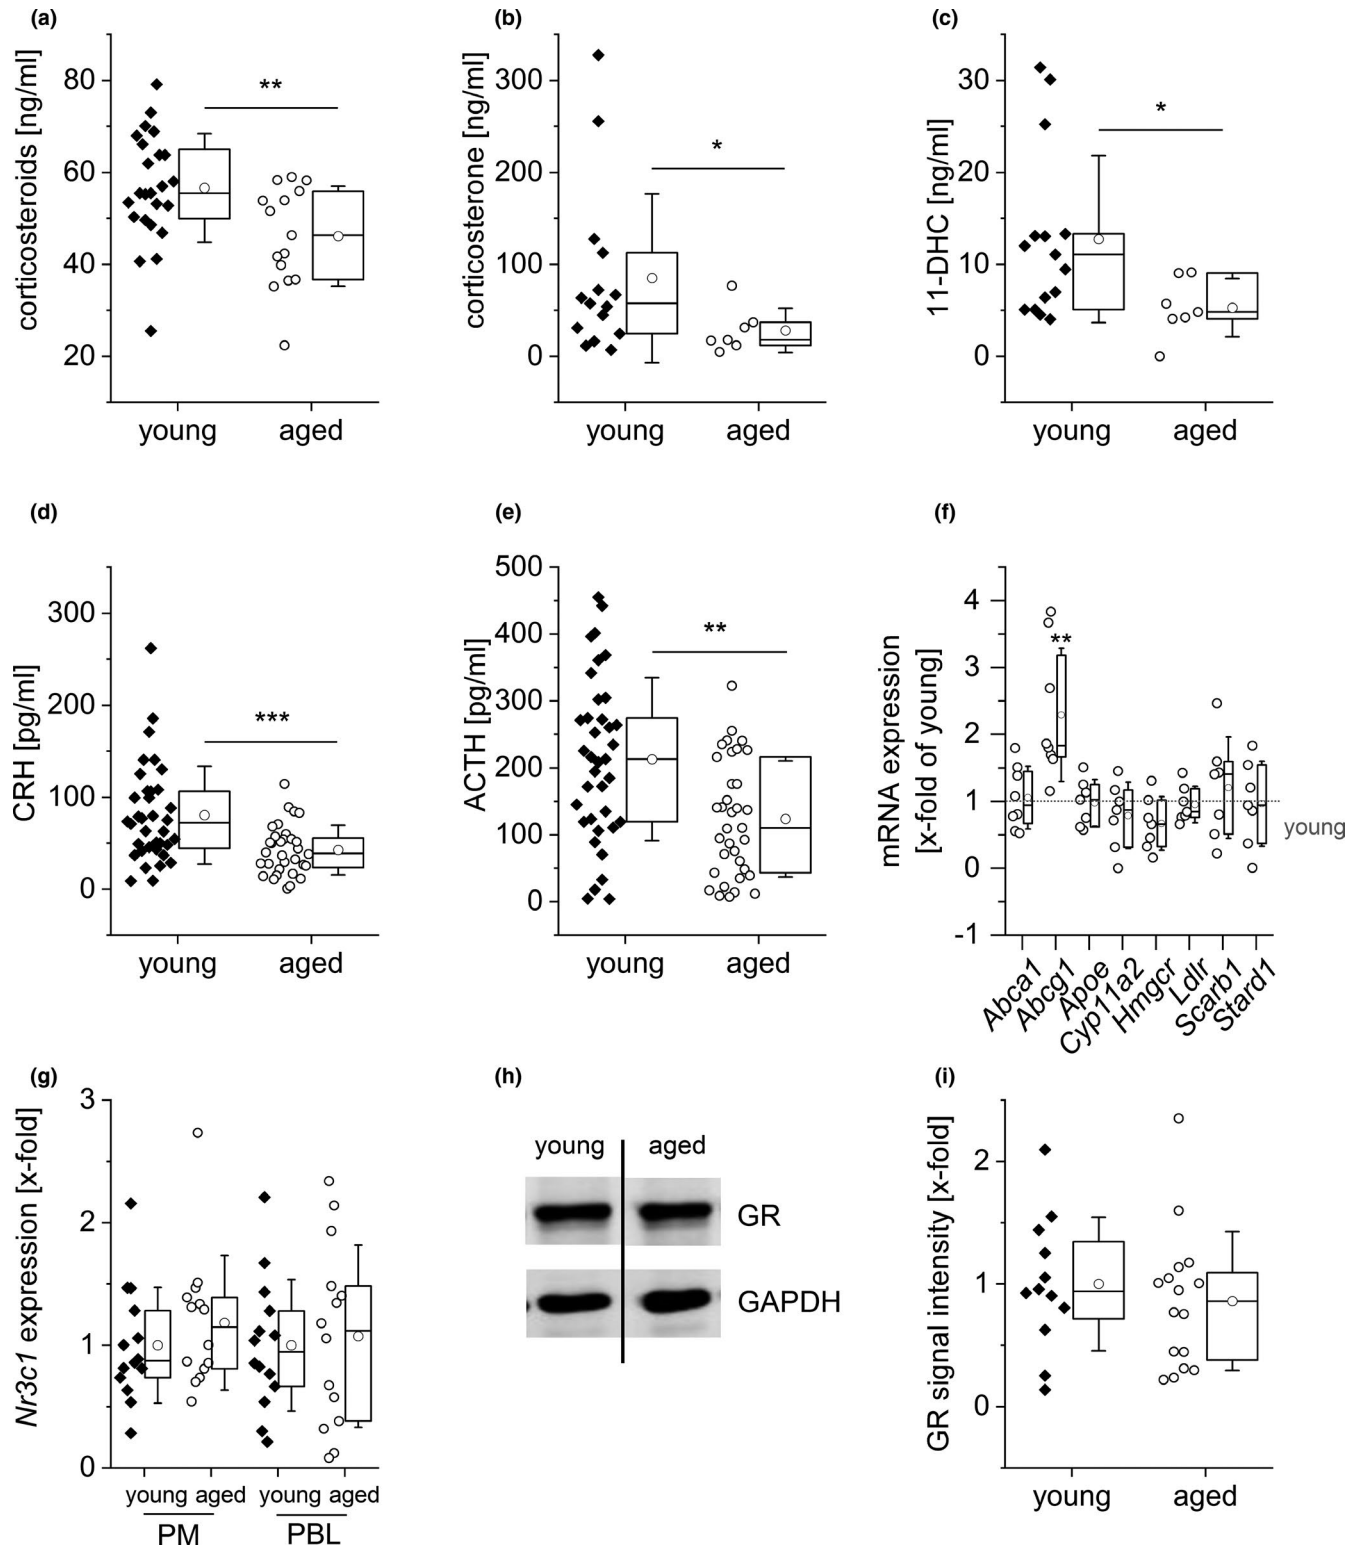 (a)
corticosteroids [ng/ml]
80
60
40
20
**
young aged
(b)
corticosterone [ng/ml]
300
200
100
0
*
young aged
(c)
11-DHC [ng/ml]
30
20
10
0
*
young aged
(d)
CRH [pg/ml]
300
200
100
0
***
young aged
(e)
ACTH [pg/ml]
500
400
300
200
100
0
**
young aged
(f)
mRNA expression
[x-fold of young]
4
3
2
1
0
-1
**
young
Abca1
Abcg1
Apoe
Cyp11a2
Hmgcr
Ldlr
Scarb1
Stard1
(g)
Nr3c1 expression [x-fold]
3
2
1
0
young aged young aged
PM PBL
(h)
young aged
GR
GAPDH
(i)
GR signal intensity [x-fold]
2
1
0
young aged